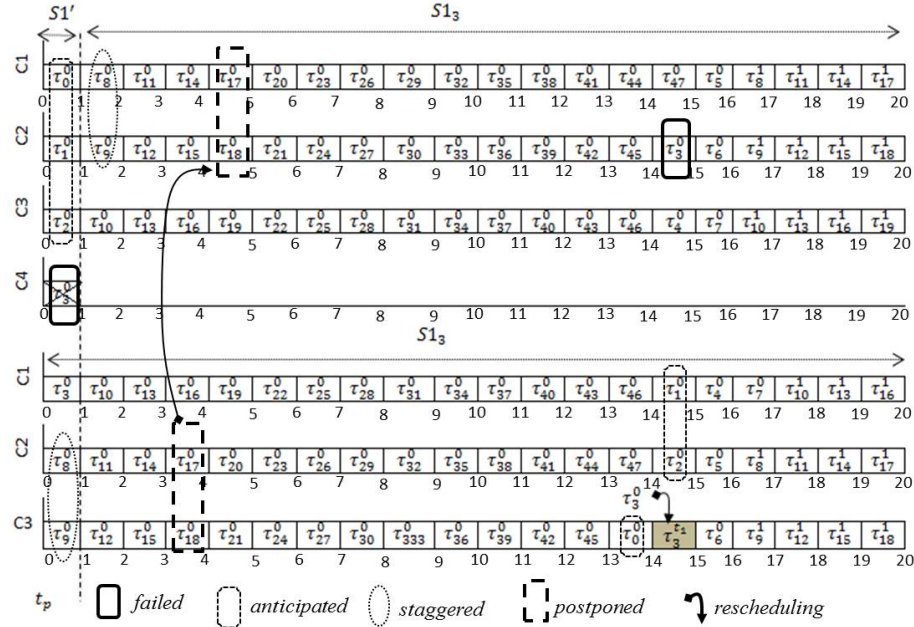 S1′ S1₃
C1 τ₀⁰ τ₈⁰ τ₁₁⁰ τ₁₄⁰ τ₁₇⁰ τ₂₀⁰ τ₂₃⁰ τ₂₆⁰ τ₂₉⁰ τ₃₂⁰ τ₃₅⁰ τ₃₈⁰ τ₄₁⁰ τ₄₄⁰ τ₄₇⁰ τ₅⁰ τ₈¹ τ₁₁¹ τ₁₄¹ τ₁₇¹
0 1 2 3 4 5 6 7 8 9 10 11 12 13 14 15 16 17 18 19 20
C2 τ₁⁰ τ₉⁰ τ₁₂⁰ τ₁₅⁰ τ₁₈⁰ τ₂₁⁰ τ₂₄⁰ τ₂₇⁰ τ₃₀⁰ τ₃₃⁰ τ₃₆⁰ τ₃₉⁰ τ₄₂⁰ τ₄₅⁰ τ₃⁰ τ₆⁰ τ₉¹ τ₁₂¹ τ₁₅¹ τ₁₈¹
0 1 2 3 4 5 6 7 8 9 10 11 12 13 14 15 16 17 18 19 20
C3 τ₂⁰ τ₁₀⁰ τ₁₃⁰ τ₁₆⁰ τ₁₉⁰ τ₂₂⁰ τ₂₅⁰ τ₂₈⁰ τ₃₁⁰ τ₃₄⁰ τ₃₇⁰ τ₄₀⁰ τ₄₃⁰ τ₄₆⁰ τ₄⁰ τ₇⁰ τ₁₀¹ τ₁₃¹ τ₁₆¹ τ₁₉¹
0 1 2 3 4 5 6 7 8 9 10 11 12 13 14 15 16 17 18 19 20
C4 τ₃⁰
0 1 2 3 4 5 6 7 8 9 10 11 12 13 14 15 16 17 18 19 20
S1₃
C1 τ₃⁰ τ₁₀⁰ τ₁₃⁰ τ₁₆⁰ τ₁₉⁰ τ₂₂⁰ τ₂₅⁰ τ₂₈⁰ τ₃₁⁰ τ₃₄⁰ τ₃₇⁰ τ₄₀⁰ τ₄₃⁰ τ₄₆⁰ τ₁⁰ τ₄⁰ τ₇⁰ τ₁₀¹ τ₁₃¹ τ₁₆¹
0 1 2 3 4 5 6 7 8 9 10 11 12 13 14 15 16 17 18 19 20
C2 τ₈⁰ τ₁₁⁰ τ₁₄⁰ τ₁₇⁰ τ₂₀⁰ τ₂₃⁰ τ₂₆⁰ τ₂₉⁰ τ₃₂⁰ τ₃₅⁰ τ₃₈⁰ τ₄₁⁰ τ₄₄⁰ τ₄₇⁰ τ₂⁰ τ₅⁰ τ₈¹ τ₁₁¹ τ₁₄¹ τ₁₇¹
0 1 2 3 4 5 6 7 8 9 10 11 12 13 14 15 16 17 18 19 20
τ₃⁰
C3 τ₉⁰ τ₁₂⁰ τ₁₅⁰ τ₁₈⁰ τ₂₁⁰ τ₂₄⁰ τ₂₇⁰ τ₃₀⁰ τ₃₃₃⁰ τ₃₆⁰ τ₃₉⁰ τ₄₂⁰ τ₄₅⁰ τ₀⁰ τ₃ᵗ¹ τ₆⁰ τ₉¹ τ₁₂¹ τ₁₅¹ τ₁₈¹
0 1 2 3 4 5 6 7 8 9 10 11 12 13 14 15 16 17 18 19 20
tₚ failed anticipated staggered postponed rescheduling